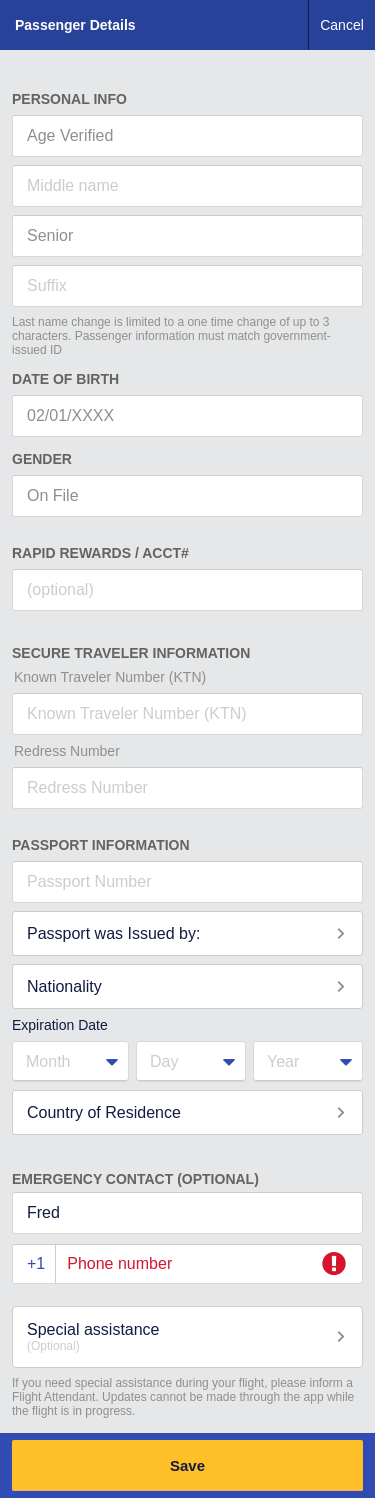 Passenger Details
Cancel
PERSONAL INFO
Age Verified
Middle name
Senior
Suffix
Last name change is limited to a one time change of up to 3
characters. Passenger information must match government-
issued ID
DATE OF BIRTH
02/01/XXXX
GENDER
On File
RAPID REWARDS / ACCT#
(optional)
SECURE TRAVELER INFORMATION
Known Traveler Number (KTN)
Known Traveler Number (KTN)
Redress Number
Redress Number
PASSPORT INFORMATION
Passport Number
Passport was Issued by:
Nationality
Expiration Date
Month Day Year
Country of Residence
EMERGENCY CONTACT (OPTIONAL)
Fred
+1 Phone number
Special assistance
(Optional)
If you need special assistance during your flight, please inform a
Flight Attendant. Updates cannot be made through the app while
the flight is in progress.
Save